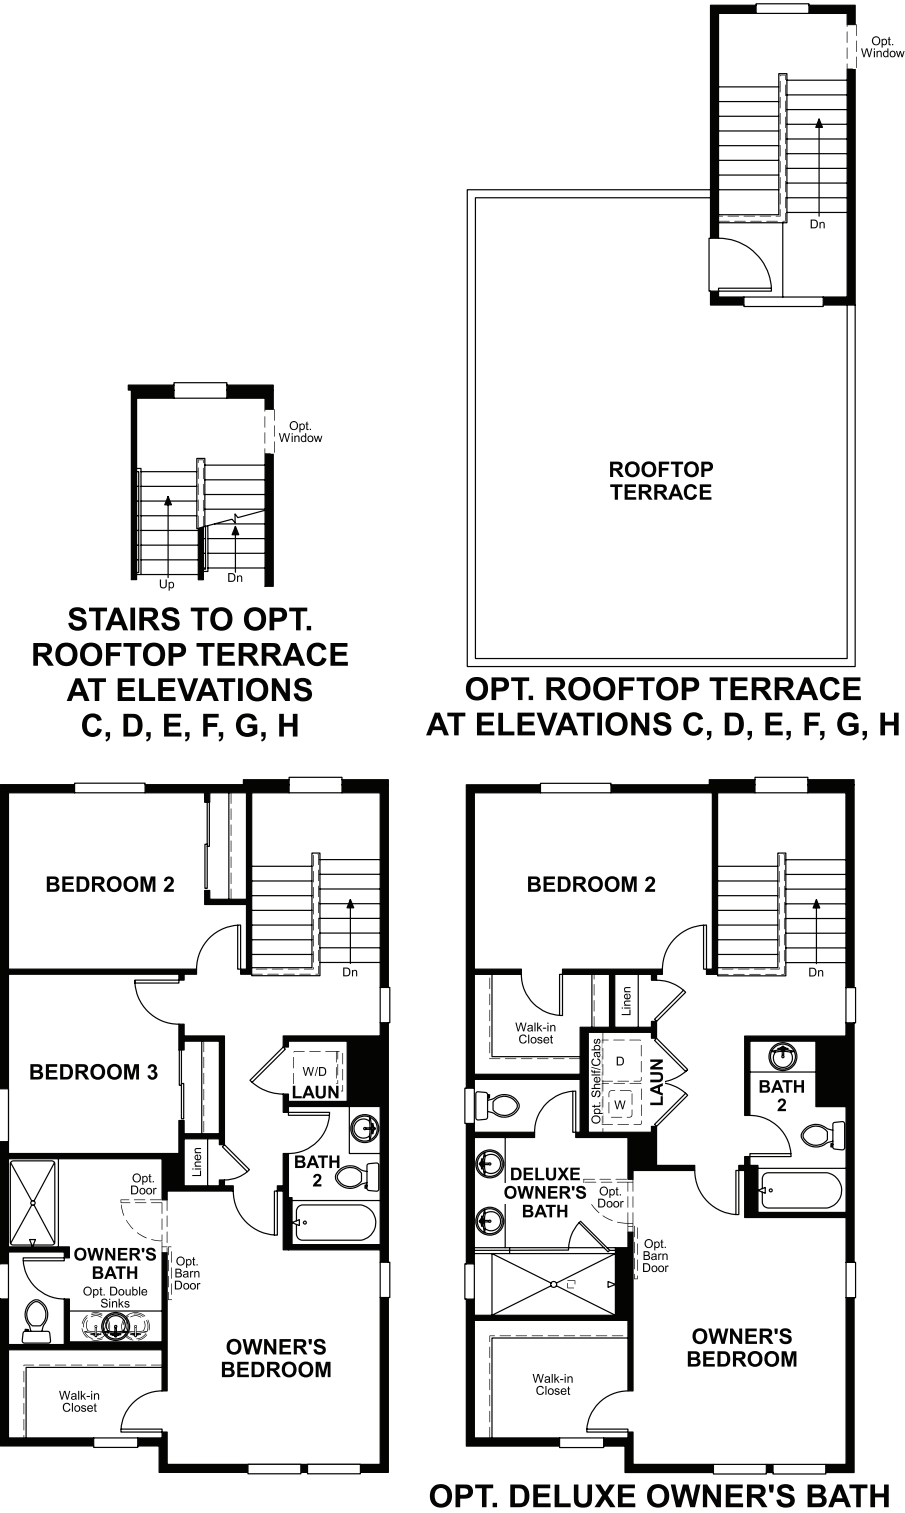 Opt.
Window
Dn
ROOFTOP
TERRACE
OPT. ROOFTOP TERRACE
AT ELEVATIONS C, D, E, F, G, H
Opt.
Window
Up
Dn
STAIRS TO OPT.
ROOFTOP TERRACE
AT ELEVATIONS
C, D, E, F, G, H
BEDROOM 2
Dn
BEDROOM 3
W/D
LAUN
Linen
BATH
2
Opt.
Door
OWNER'S
BATH
Opt. Double
Sinks
Opt.
Barn
Door
OWNER'S
BEDROOM
Walk-in
Closet
BEDROOM 2
Dn
Linen
Walk-in
Closet
Opt. Shelf/Cabs
D
W
LAUN
BATH
2
DELUXE
OWNER'S
BATH
Opt.
Door
Opt.
Barn
Door
OWNER'S
BEDROOM
Walk-in
Closet
OPT. DELUXE OWNER'S BATH